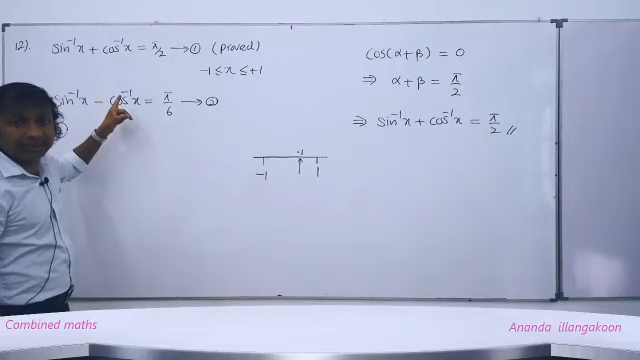 12). sin⁻¹x + cos⁻¹x = π/2 → ① (proved)
-1 ≤ x ≤ +1
sin⁻¹x − cos⁻¹x = π/6 → ②
-1 1
cos(α+β) = 0
⇒ α+β = π/2
⇒ sin⁻¹x + cos⁻¹x = π/2 //
Combined maths
Ananda illangakoon